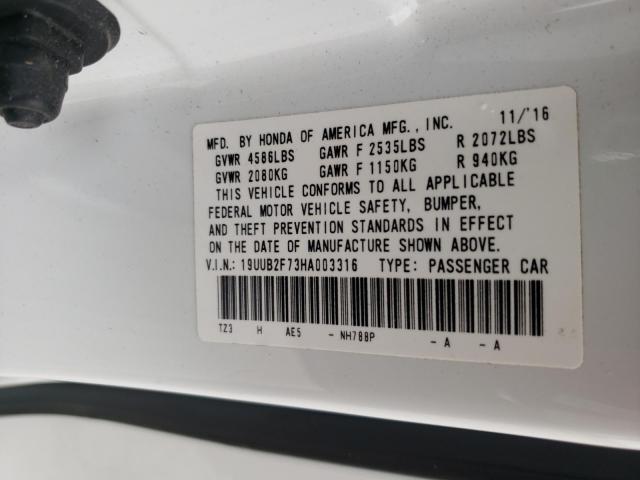 MFD. BY HONDA OF AMERICA MFG., INC. 11/'16
GVWR 4586LBS GAWR F 2535LBS R 2072LBS
GVWR 2080KG GAWR F 1150KG R 940KG
THIS VEHICLE CONFORMS TO ALL APPLICABLE
FEDERAL MOTOR VEHICLE SAFETY, BUMPER,
AND THEFT PREVENTION STANDARDS IN EFFECT
ON THE DATE OF MANUFACTURE SHOWN ABOVE.
V.I.N.: 19UUB2F73HA003316 TYPE: PASSENGER CAR
TZ3 H AE5 - NH788P - A - A